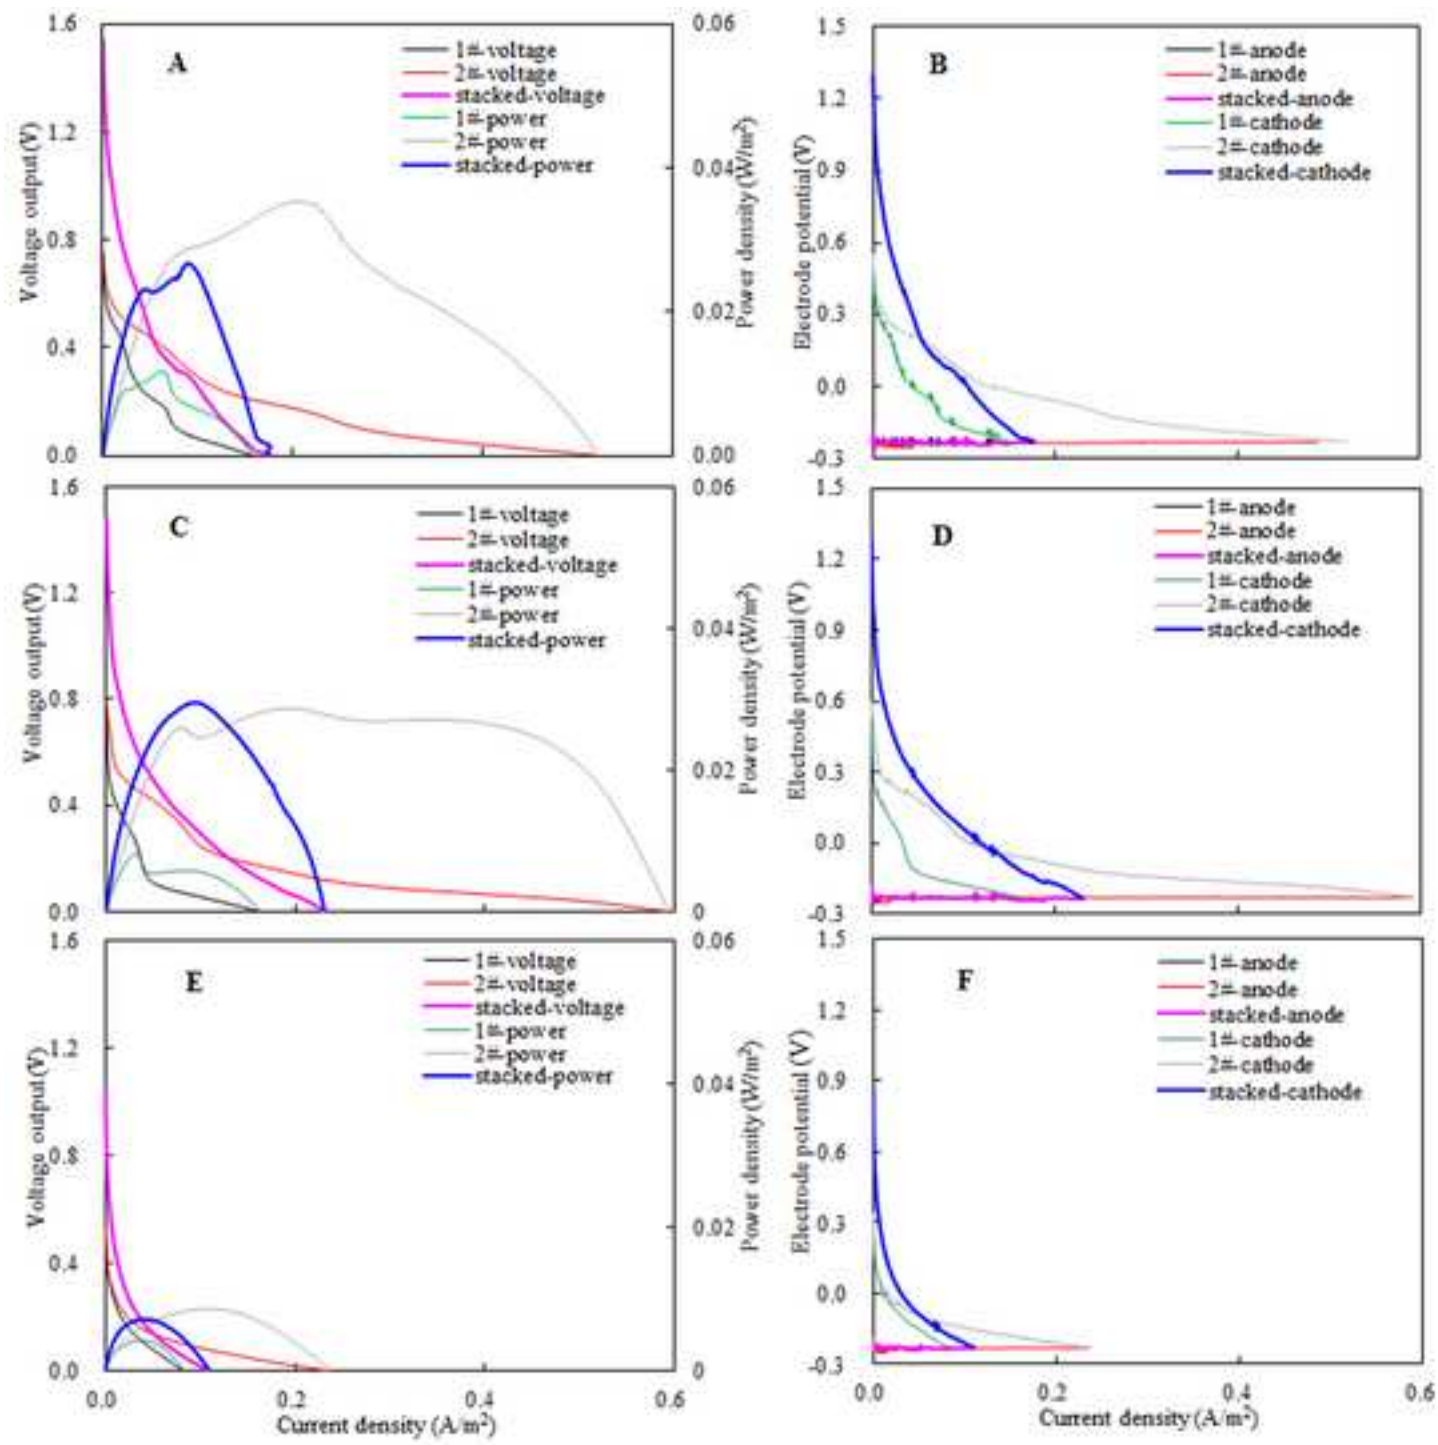 A
1#-voltage
2#-voltage
stacked-voltage
1#-power
2#-power
stacked-power
1.6
1.2
0.8
0.4
0.0
Voltage output (V)
0.06
0.04
0.02
0.00
Power density (W/m²)
0.2
0.4
0.6
B
1#-anode
2#-anode
stacked-anode
1#-cathode
2#-cathode
stacked-cathode
1.5
1.2
0.9
0.6
0.3
0.0
-0.3
Electrode potential (V)
C
1#-voltage
2#-voltage
stacked-voltage
1#-power
2#-power
stacked-power
1.6
1.2
0.8
0.4
0.0
Voltage output (V)
0.06
0.04
0.02
0
Power density (W/m²)
D
1#-anode
2#-anode
stacked-anode
1#-cathode
2#-cathode
stacked-cathode
1.5
1.2
0.9
0.6
0.3
0.0
-0.3
Electrode potential (V)
E
1#-voltage
2#-voltage
stacked-voltage
1#-power
2#-power
stacked-power
1.6
1.2
0.8
0.4
0.0
Voltage output (V)
0.06
0.04
0.02
0
Power density (W/m²)
0.0
0.2
0.4
0.6
Current density (A/m²)
F
1#-anode
2#-anode
stacked-anode
1#-cathode
2#-cathode
stacked-cathode
1.5
1.2
0.9
0.6
0.3
0.0
-0.3
Electrode potential (V)
0.0
0.2
0.4
0.6
Current density (A/m²)